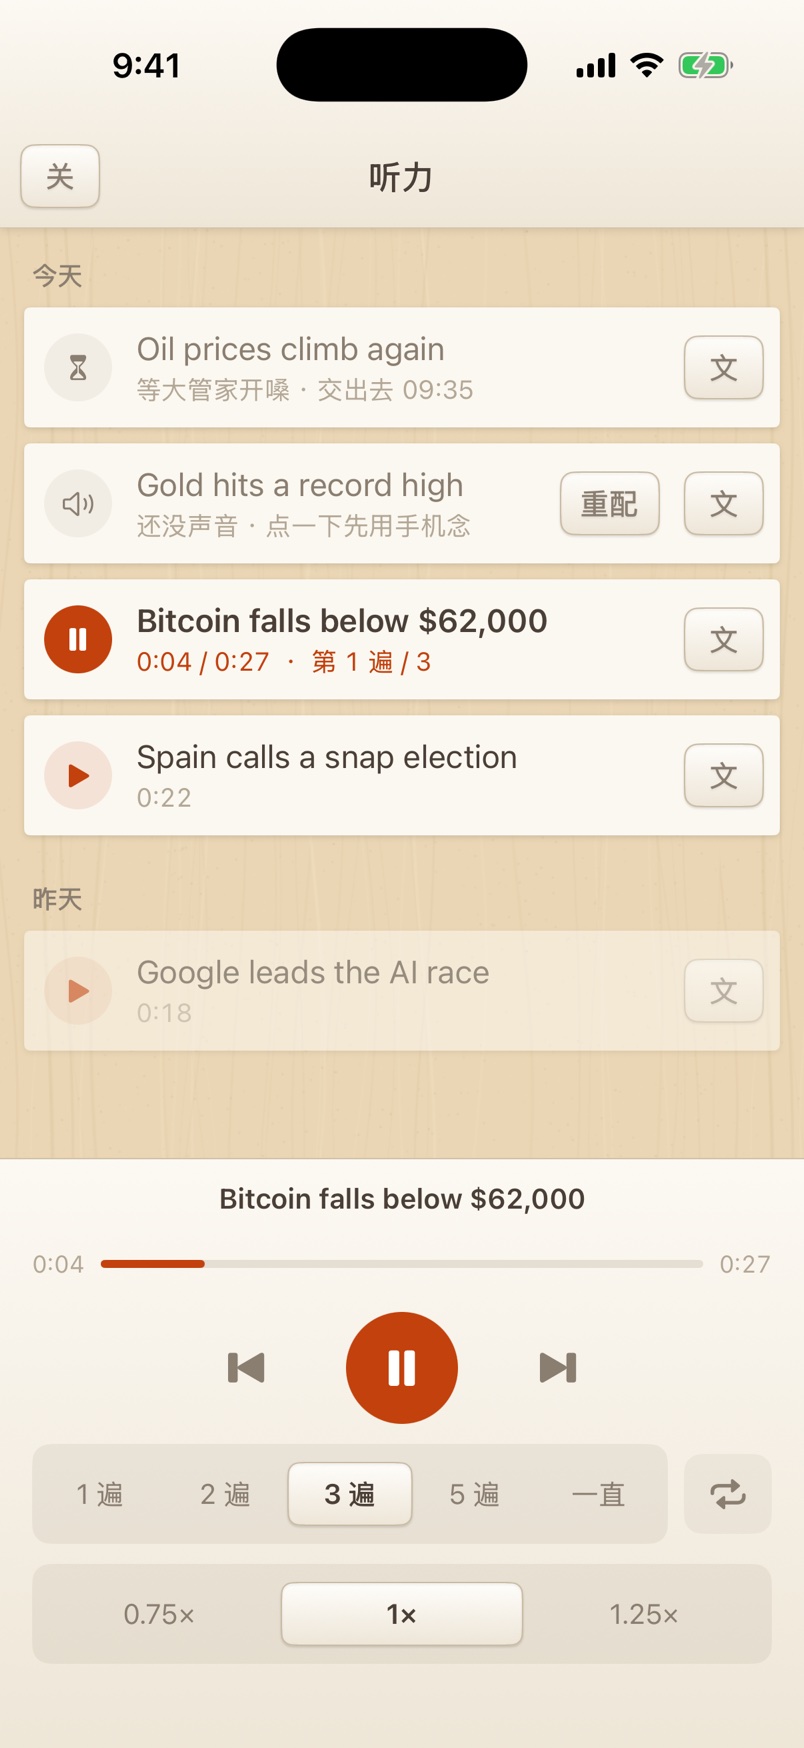 9:41
关
听力
今天
Oil prices climb again
等大管家开嗓 · 交出去 09:35
文
Gold hits a record high
还没声音 · 点一下先用手机念
重配
文
Bitcoin falls below $62,000
0:04 / 0:27 · 第 1 遍 / 3
文
Spain calls a snap election
0:22
文
昨天
Google leads the AI race
0:18
文
Bitcoin falls below $62,000
0:04
0:27
1 遍
2 遍
3 遍
5 遍
一直
0.75×
1×
1.25×